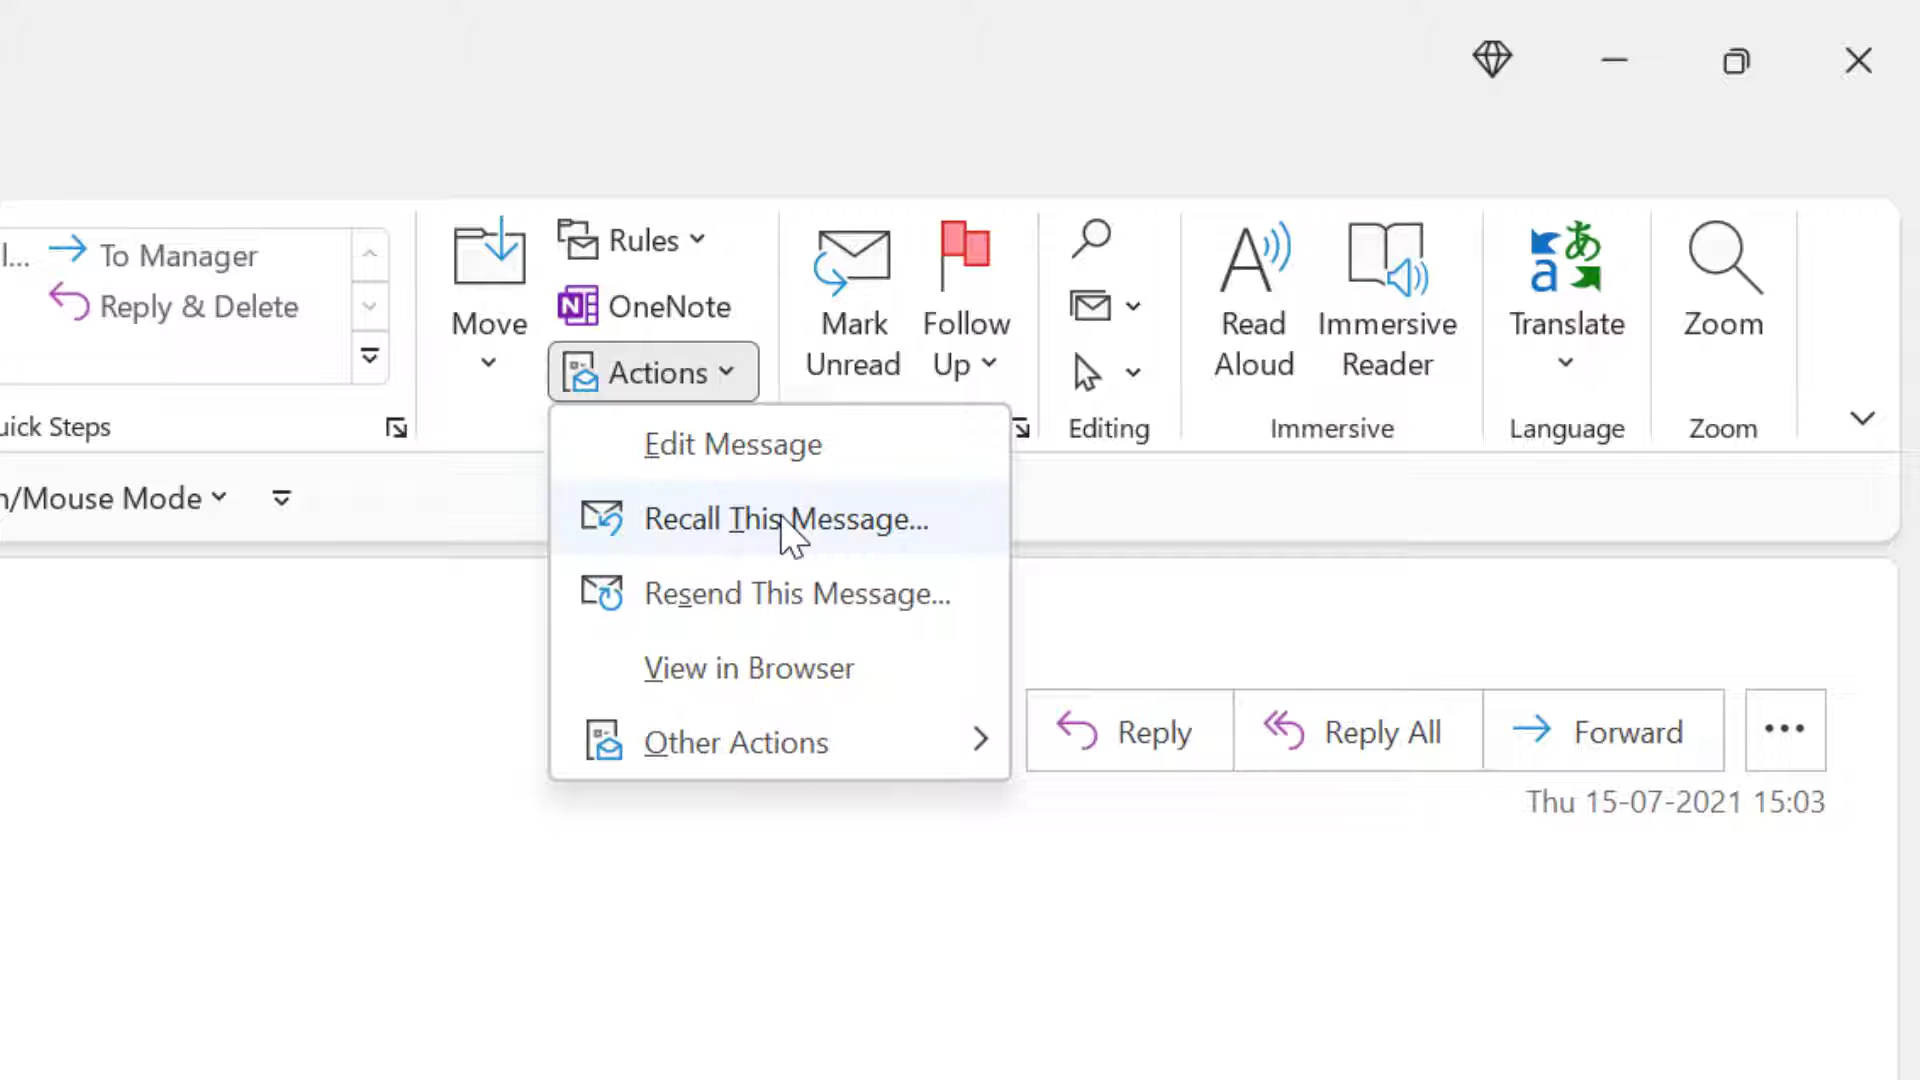 l... To Manager
Reply & Delete
Move
Rules
OneNote
Actions
Mark
Unread
Follow
Up
Read
Aloud
Immersive
Reader
Translate
Zoom
uick Steps
Editing
Immersive
Language
Zoom
n/Mouse Mode
Edit Message
Recall This Message...
Resend This Message...
View in Browser
Other Actions
Reply
Reply All
Forward
Thu 15-07-2021 15:03